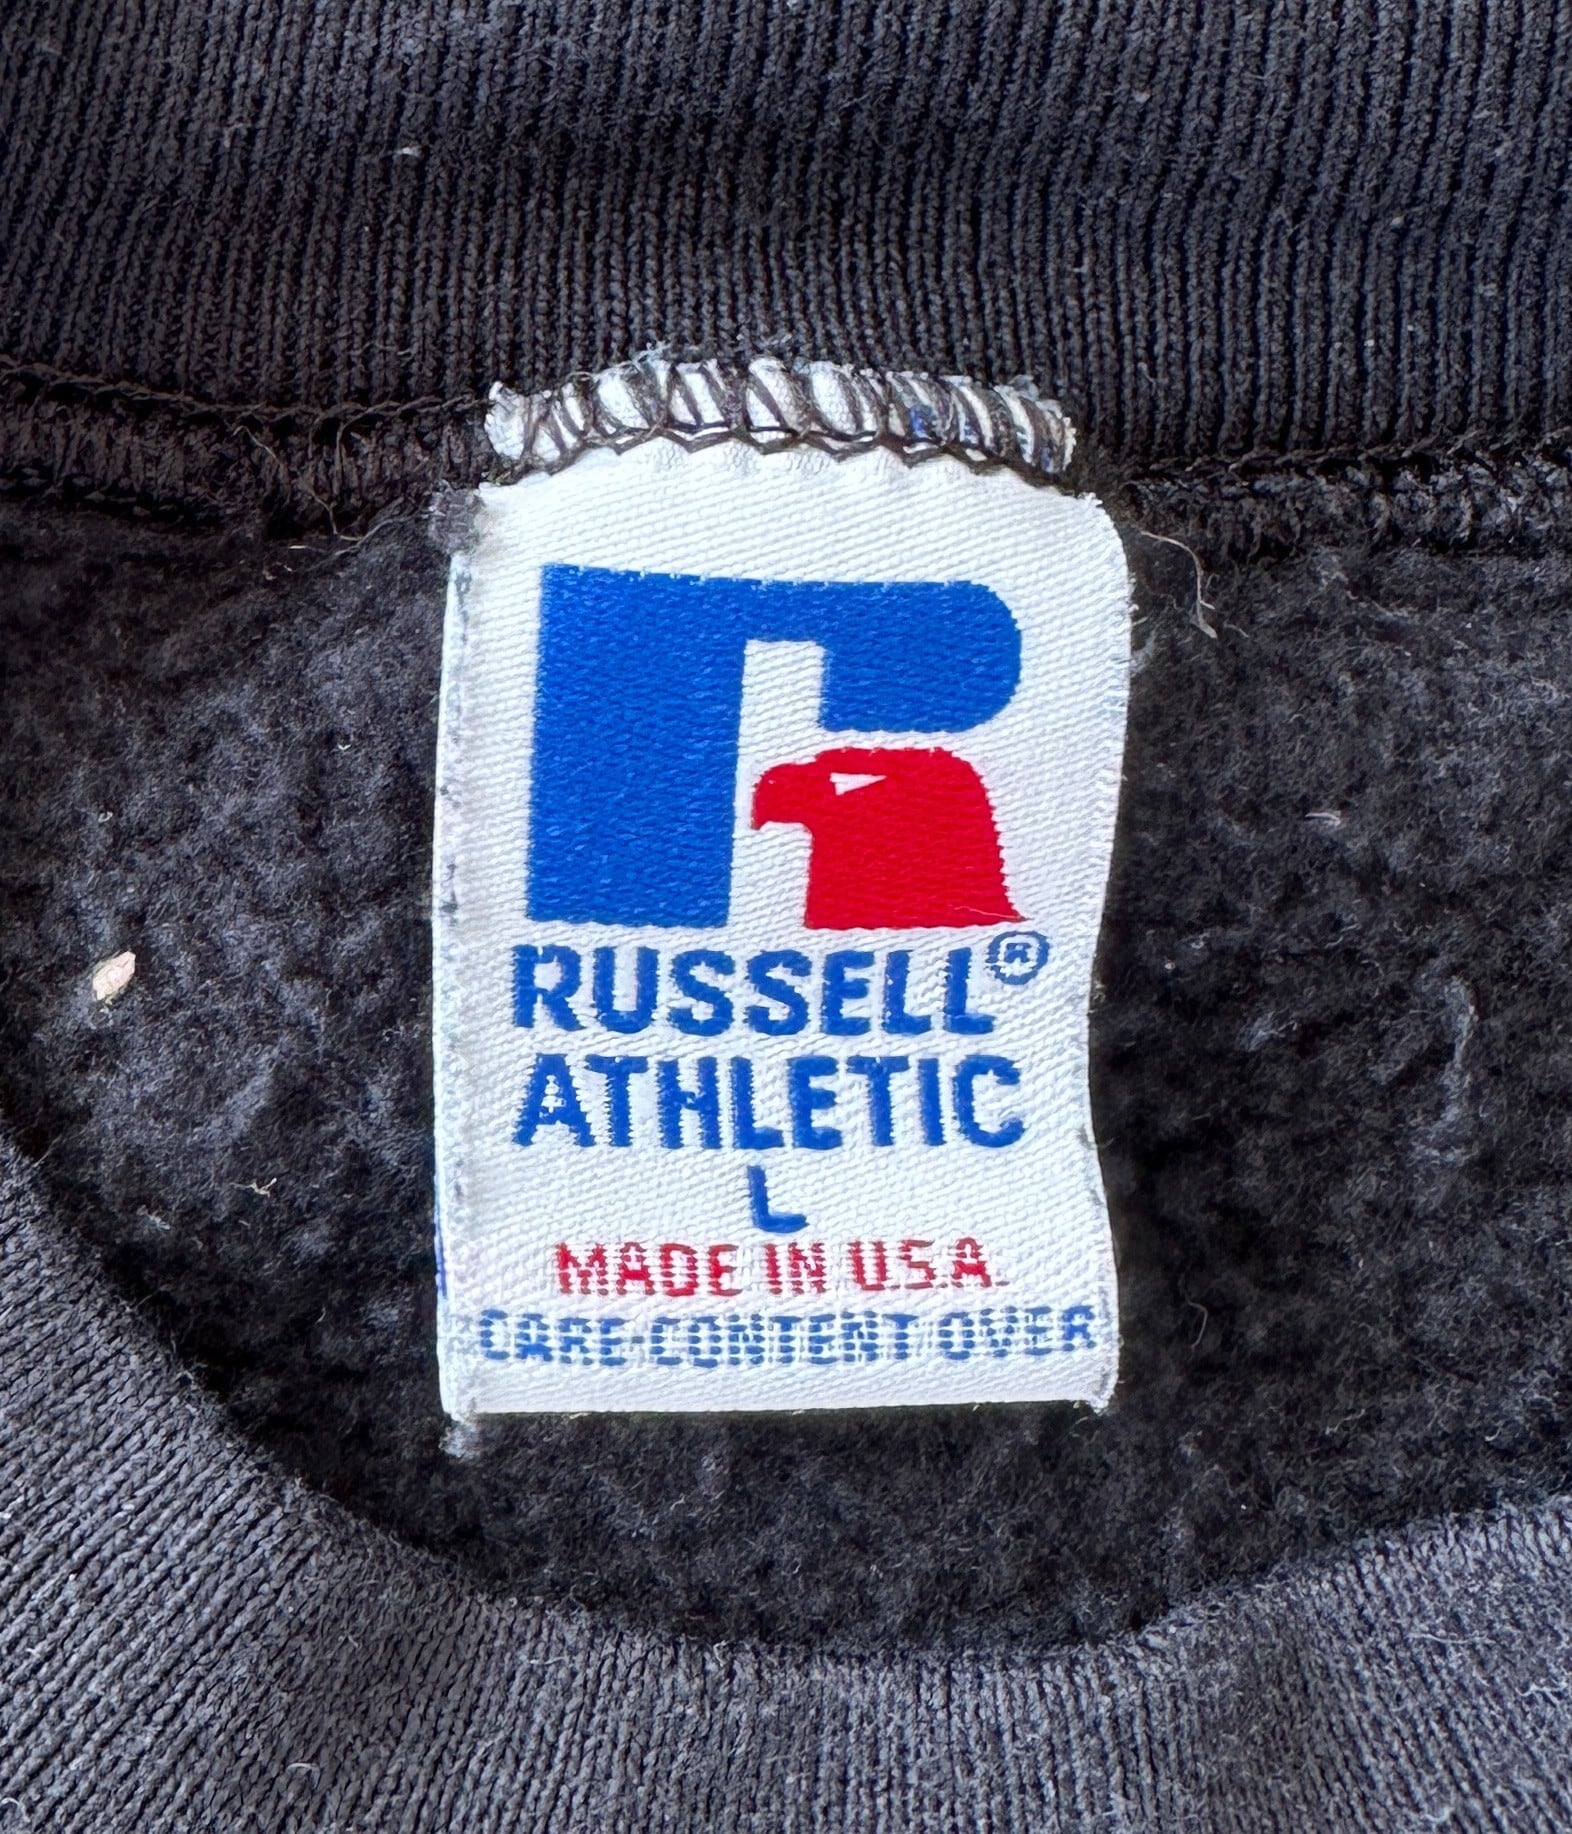 RUSSELL®
ATHLETIC
L
MADE IN U.S.A.
CARE-CONTENT OVER